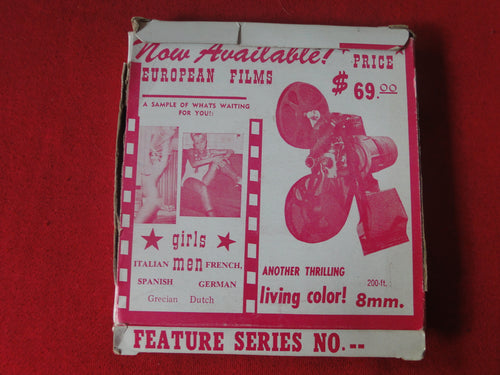 Now Available!
PRICE
$ 69.00
EUROPEAN FILMS
A SAMPLE OF WHATS WAITING
FOR YOU!:
★ girls ★
men
ITALIAN FRENCH,
SPANISH GERMAN
Grecian Dutch
ANOTHER THRILLING
living color!
200-ft.
8mm.
FEATURE SERIES NO.--